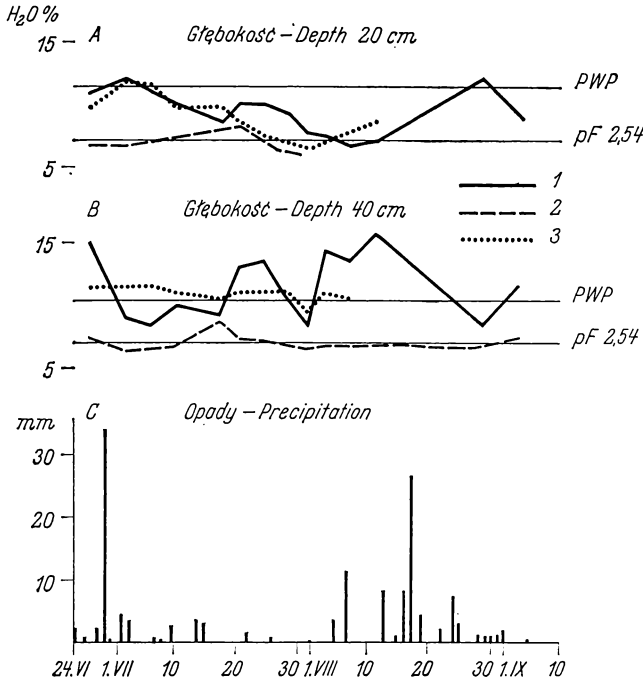 H₂O %
15
A
Głębokość – Depth 20 cm
PWP
pF 2,54
5
1
2
3
B
Głębokość – Depth 40 cm
15
PWP
pF 2,54
5
C
Opady – Precipitation
mm
30
20
10
24.VI 1.VII 10 20 30 1.VIII 10 20 30 1.IX 10